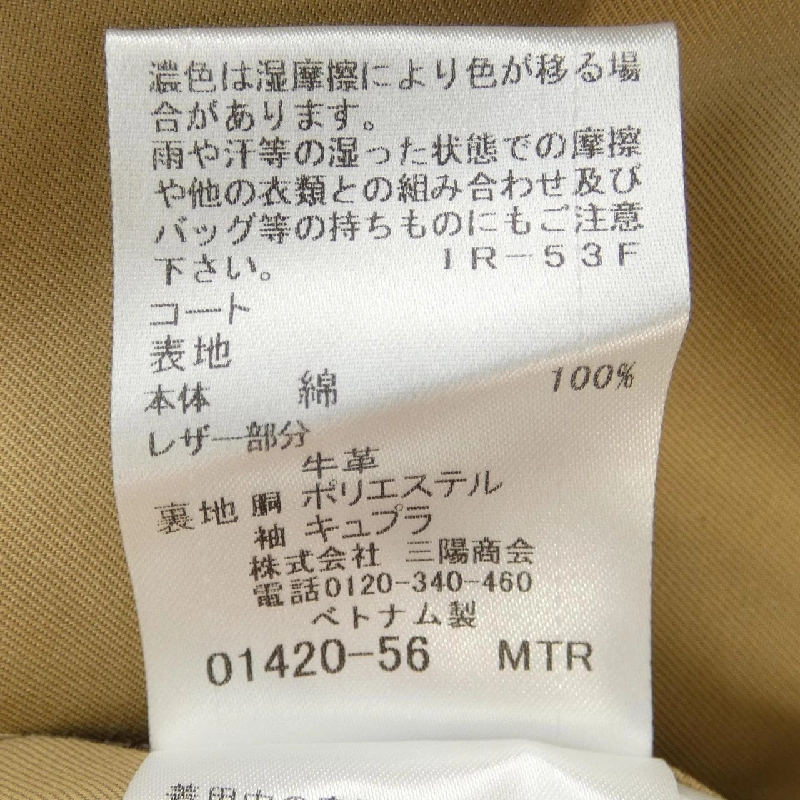 濃色は湿摩擦により色が移る場
合があります。
雨や汗等の湿った状態での摩擦
や他の衣類との組み合わせ及び
バッグ等の持ちものにもご注意
下さい。 IR-53F
コート
表地
本体 綿 100%
レザー部分
牛革
裏地 胴 ポリエステル
袖 キュプラ
株式会社 三陽商会
電話0120-340-460
ベトナム製
01420-56 MTR
着用中の